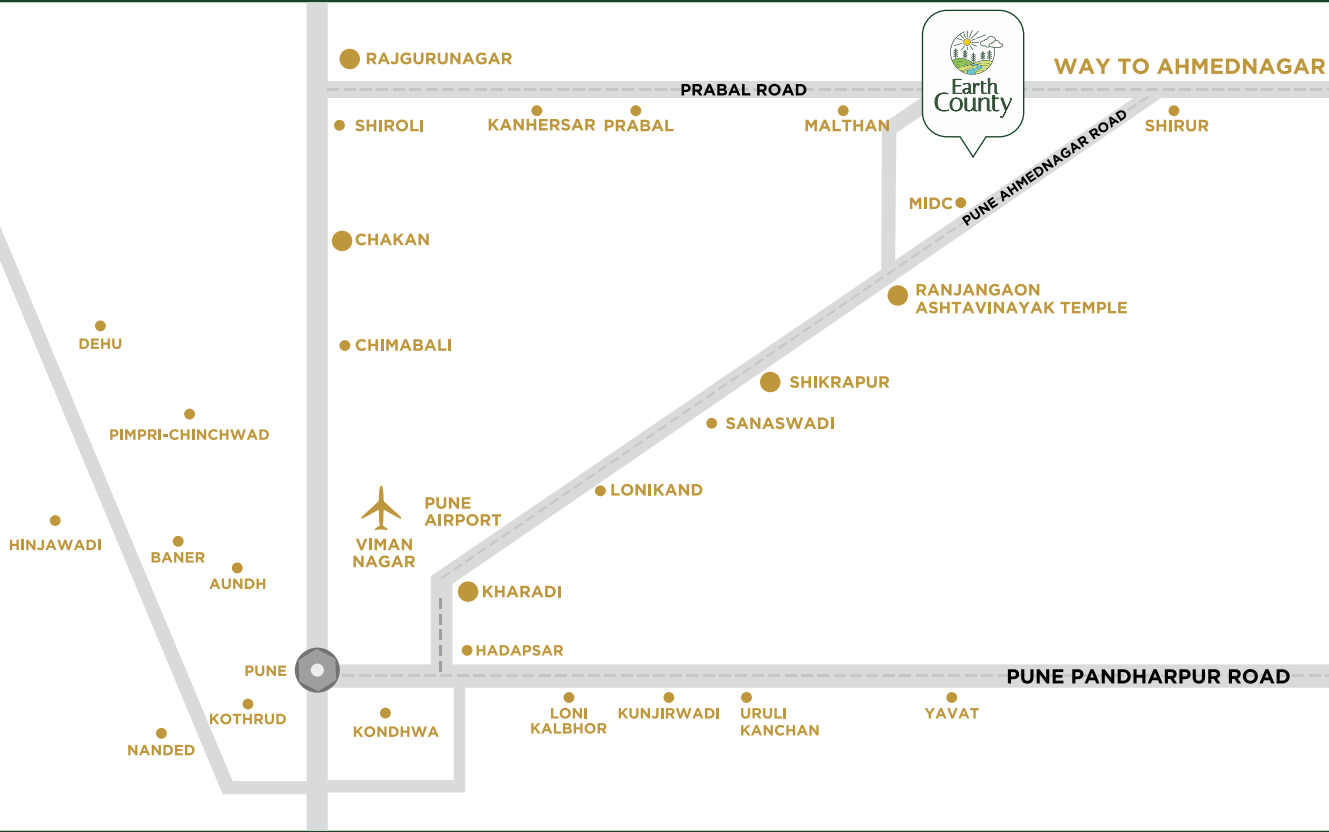 RAJGURUNAGAR
WAY TO AHMEDNAGAR
PRABAL ROAD
Earth
County
SHIROLI
KANHERSAR
PRABAL
MALTHAN
SHIRUR
PUNE AHMEDNAGAR ROAD
MIDC
CHAKAN
RANJANGAON
ASHTAVINAYAK TEMPLE
DEHU
CHIMABALI
SHIKRAPUR
PIMPRI-CHINCHWAD
SANASWADI
LONIKAND
PUNE
AIRPORT
HINJAWADI
BANER
VIMAN
NAGAR
AUNDH
KHARADI
HADAPSAR
PUNE
PUNE PANDHARPUR ROAD
KOTHRUD
NANDED
KONDHWA
LONI
KALBHOR
KUNJIRWADI
URULI
KANCHAN
YAVAT